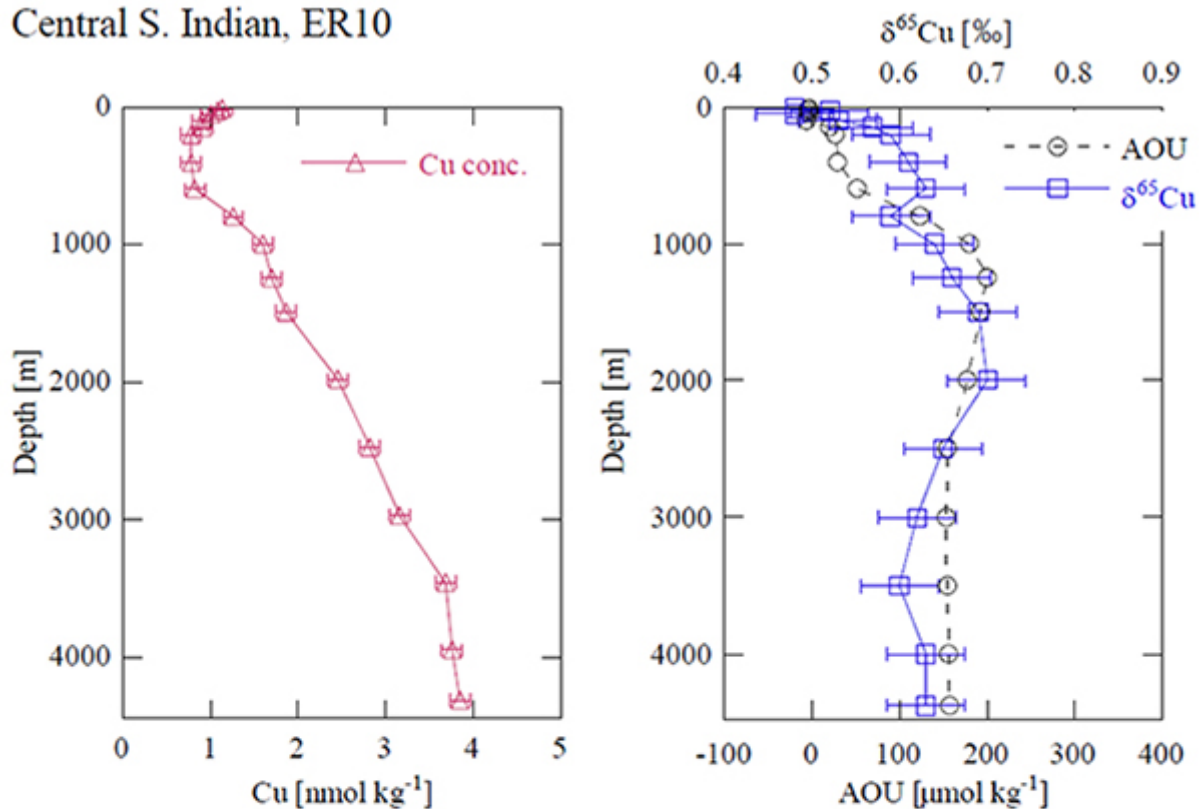 Central S. Indian, ER10
δ⁶⁵Cu [‰]
0.4 0.5 0.6 0.7 0.8 0.9
0
1000
2000
3000
4000
Depth [m]
Cu conc.
0 1 2 3 4 5
Cu [nmol kg⁻¹]
0
1000
2000
3000
4000
Depth [m]
AOU
δ⁶⁵Cu
-100 0 100 200 300 400
AOU [μmol kg⁻¹]